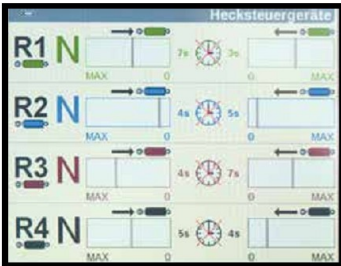 Hecksteuergeräte
R1 N 7s 3s
MAX 0 0 MAX
R2 N 4s 5s
MAX 0 0 MAX
R3 N 4s 7s
MAX 0 0 MAX
R4 N 5s 4s
MAX 0 0 MAX